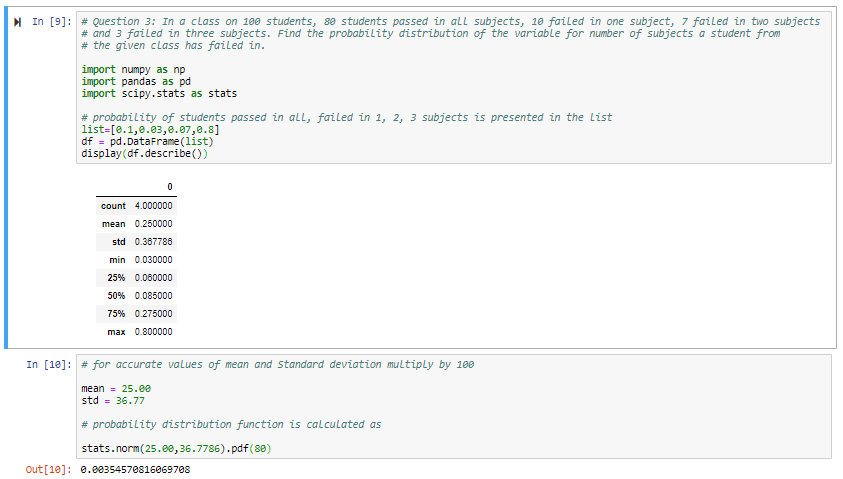 In [9]: # Question 3: In a class on 100 students, 80 students passed in all subjects, 10 failed in one subject, 7 failed in two subjects
# and 3 failed in three subjects. Find the probability distribution of the variable for number of subjects a student from
# the given class has failed in.
import numpy as np
import pandas as pd
import scipy.stats as stats
# probability of students passed in all, failed in 1, 2, 3 subjects is presented in the list
list=[0.1,0.03,0.07,0.8]
df = pd.DataFrame(list)
display(df.describe())
0
count 4.000000
mean 0.250000
std 0.367786
min 0.030000
25% 0.060000
50% 0.085000
75% 0.275000
max 0.800000
In [10]: # for accurate values of mean and Standard deviation multiply by 100
mean = 25.00
std = 36.77
# probability distribution function is calculated as
stats.norm(25.00,36.7786).pdf(80)
Out[10]: 0.00354570816069708